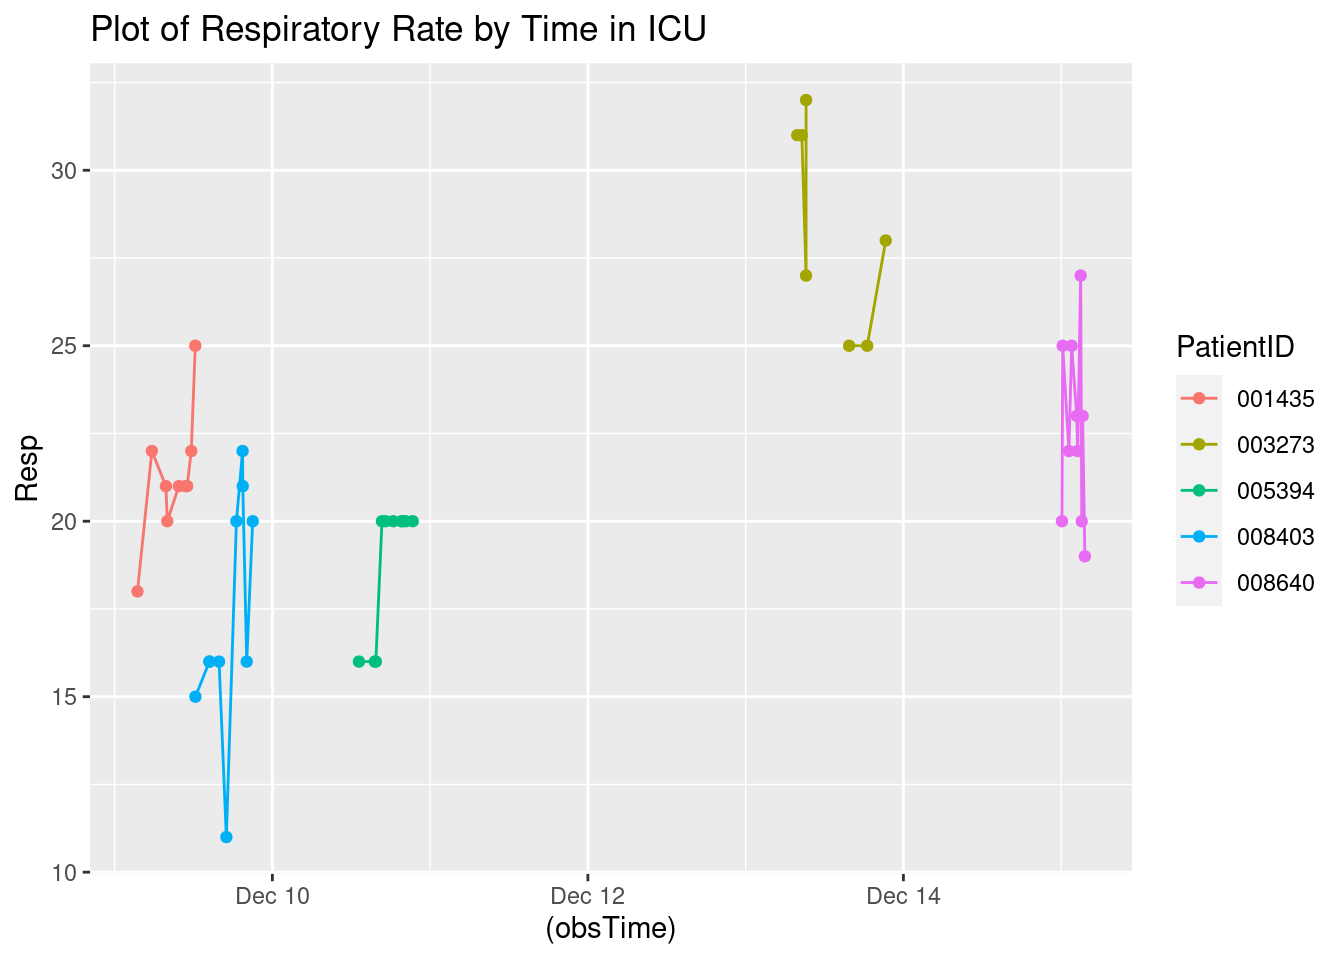 Plot of Respiratory Rate by Time in ICU
30
25
20
15
10
Resp
Dec 10
Dec 12
Dec 14
(obsTime)
PatientID
001435
003273
005394
008403
008640